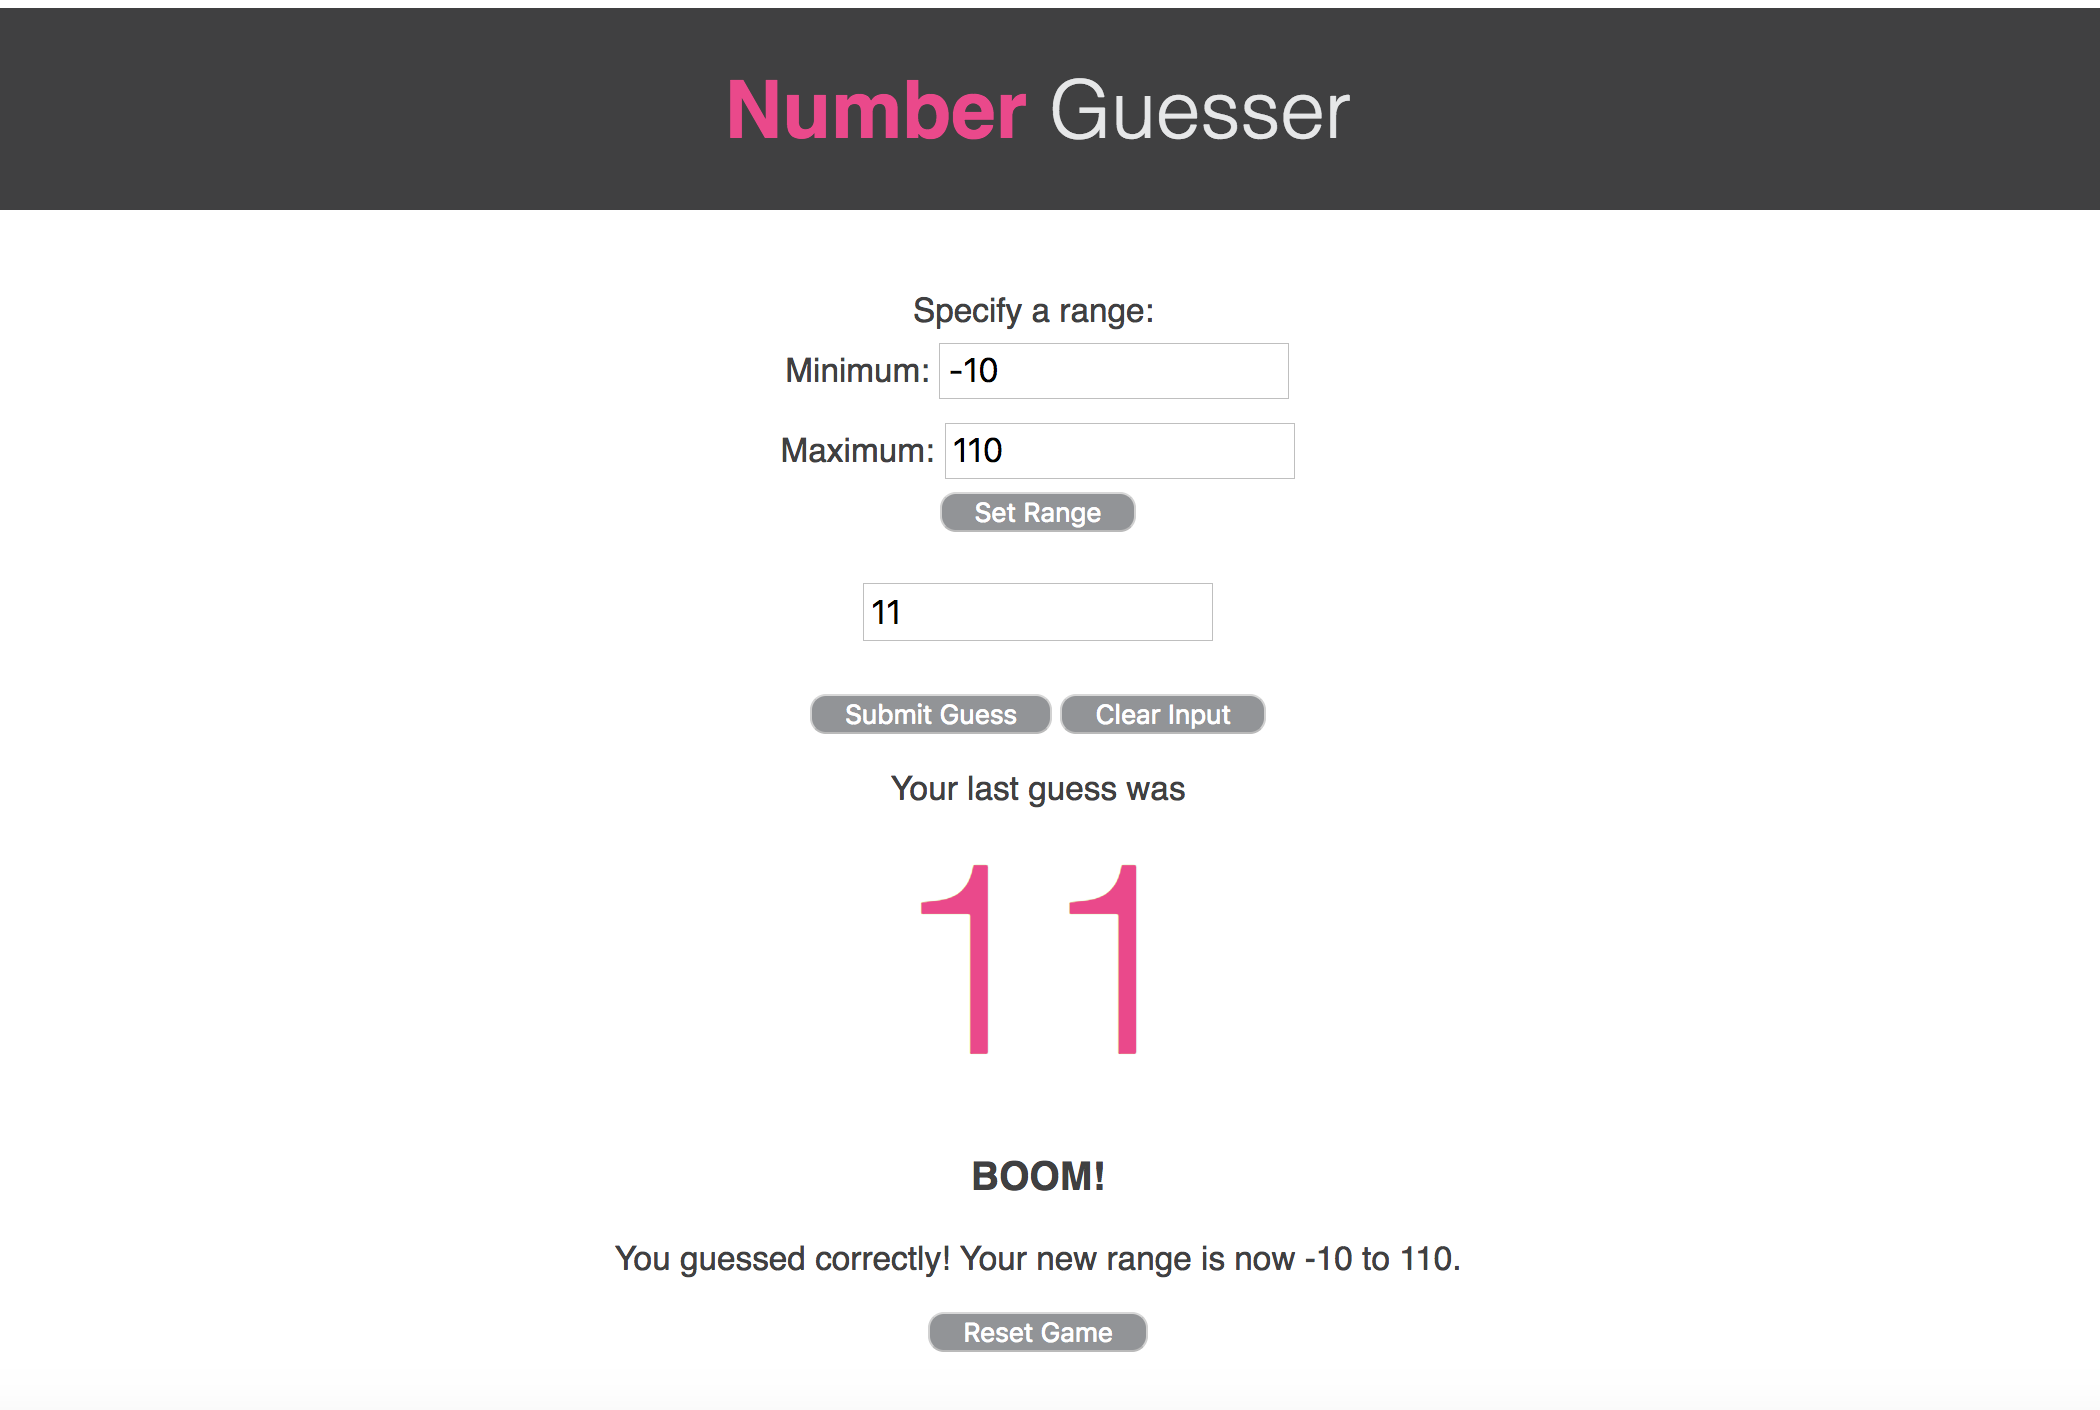 Number Guesser
Specify a range:
Minimum: -10
Maximum: 110
Set Range
11
Submit Guess Clear Input
Your last guess was
11
BOOM!
You guessed correctly! Your new range is now -10 to 110.
Reset Game